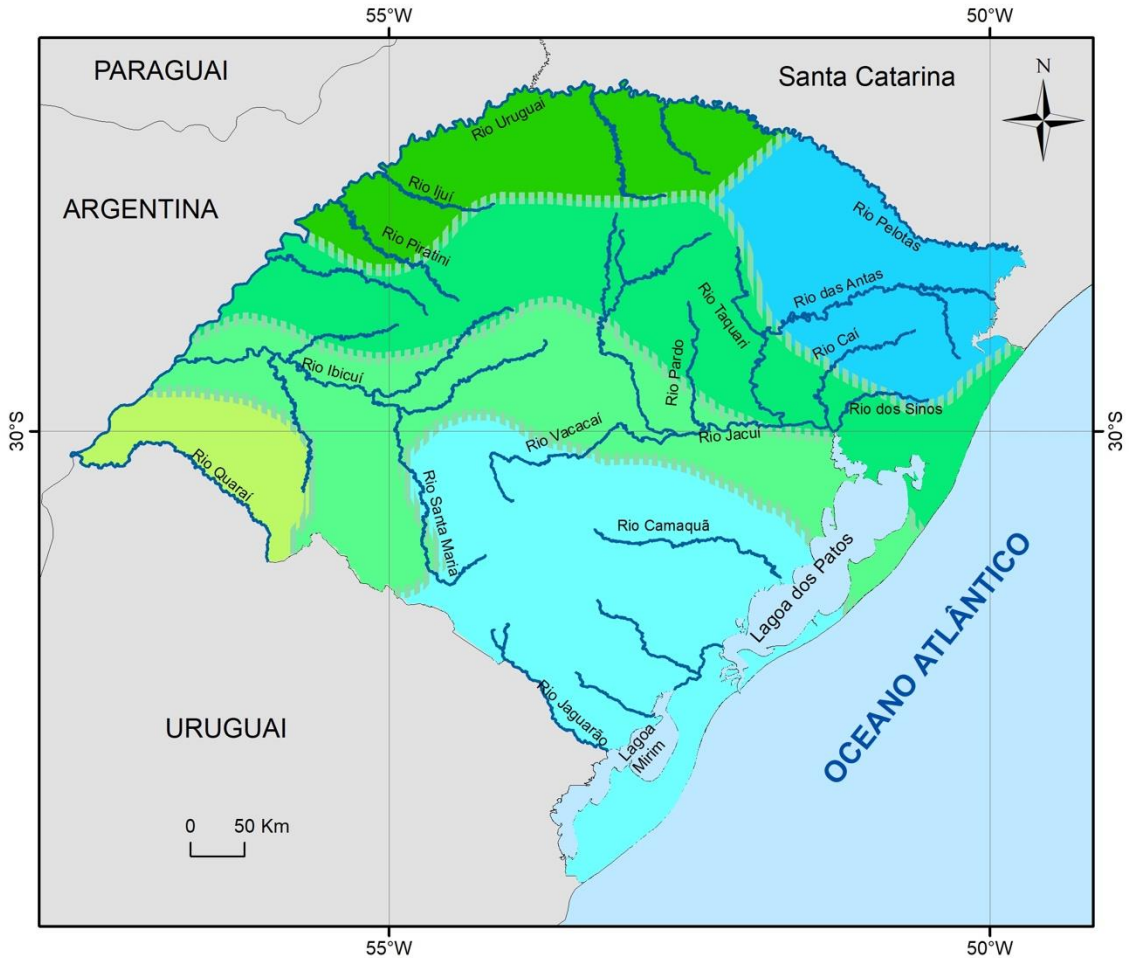 55°W
50°W
PARAGUAI
Santa Catarina
N
Rio Uruguai
Rio Ijuí
ARGENTINA
Rio Piratini
Rio Pelotas
Rio das Antas
Rio Taquari
Rio Caí
Rio Pardo
Rio Ibicuí
Rio dos Sinos
30°S
30°S
Rio Vacacaí
Rio Jacuí
Rio Quaraí
Rio Santa Maria
Rio Camaquã
Lagoa dos Patos
OCEANO ATLÂNTICO
Rio Jaguarão
URUGUAI
Lagoa
Mirim
0 50 Km
55°W
50°W